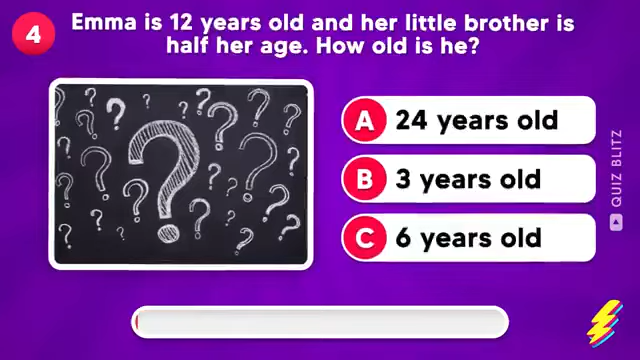 4
Emma is 12 years old and her little brother is
half her age. How old is he?
A 24 years old
B 3 years old
C 6 years old
QUIZ BLITZ